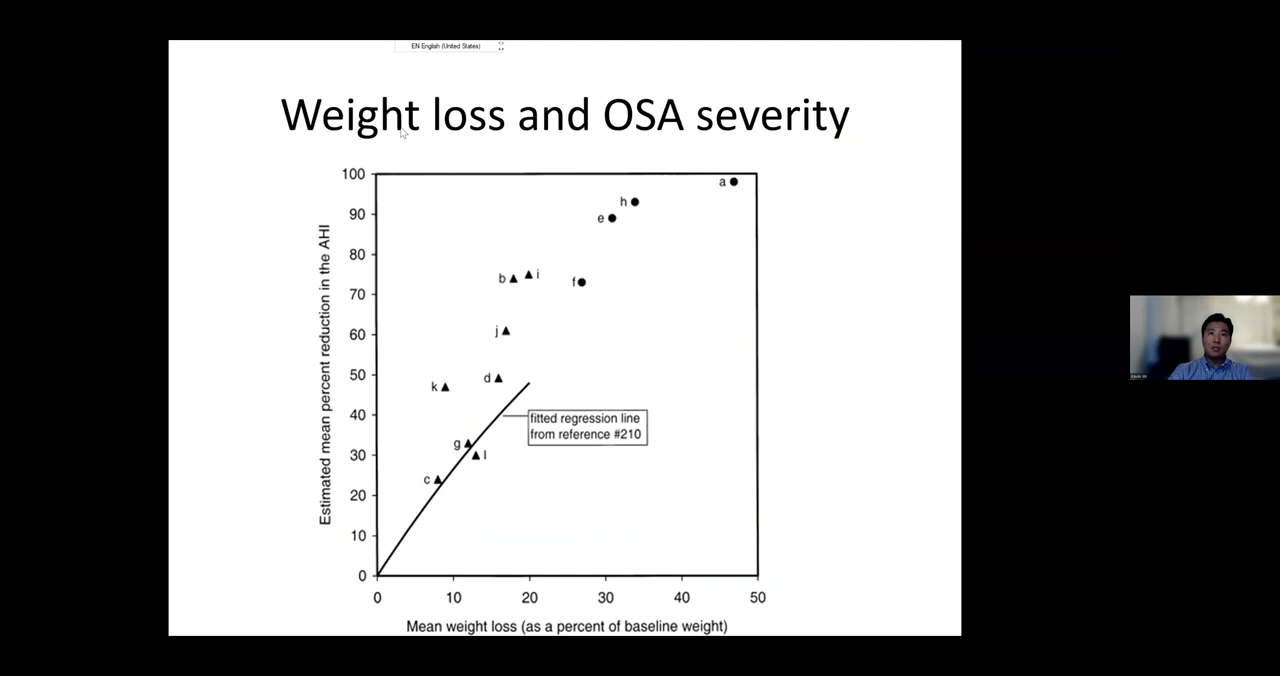 EN English (United States)
Weight loss and OSA severity
Estimated mean percent reduction in the AHI
100
90
80
70
60
50
40
30
20
10
0
a
h
e
b
i
f
j
d
k
g
l
c
fitted regression line
from reference #210
0 10 20 30 40 50
Mean weight loss (as a percent of baseline weight)